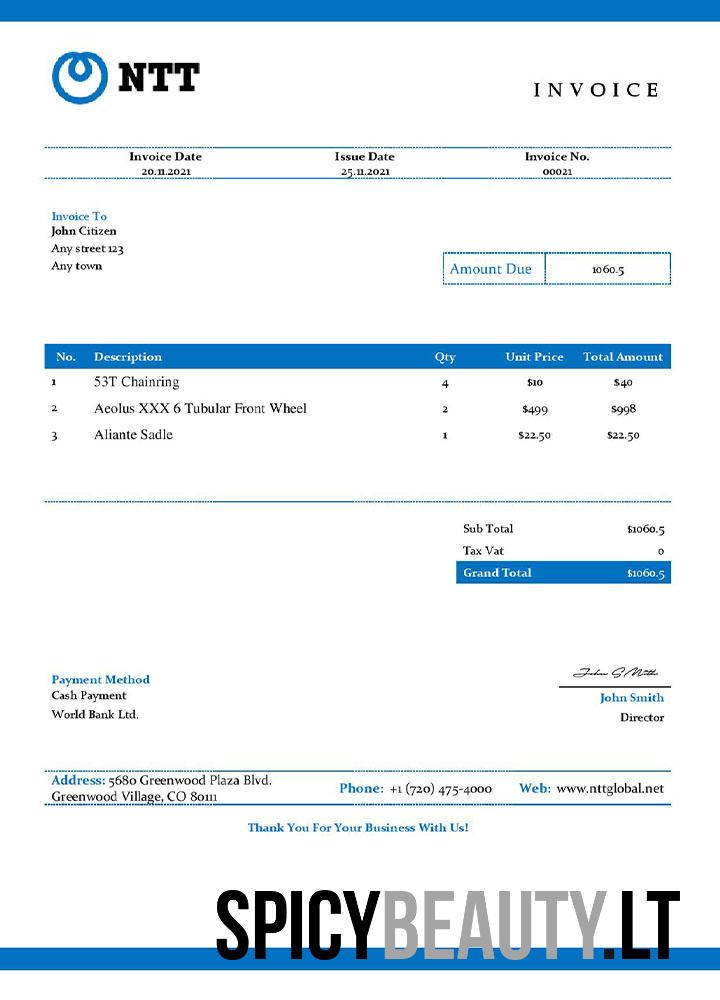 NTT
INVOICE
Invoice Date Issue Date Invoice No.
20.11.2021 25.11.2021 00021
Invoice To
John Citizen
Any street 123
Any town
Amount Due 1060.5
No. Description Qty Unit Price Total Amount
1 53T Chainring 4 $10 $40
2 Aeolus XXX 6 Tubular Front Wheel 2 $499 $998
3 Aliante Sadle 1 $22.50 $22.50
Sub Total $1060.5
Tax Vat 0
Grand Total $1060.5
John Smith
Payment Method
Cash Payment
World Bank Ltd.
John Smith
Director
Address: 5680 Greenwood Plaza Blvd.
Greenwood Village, CO 80111
Phone: +1 (720) 475-4000 Web: www.nttglobal.net
Thank You For Your Business With Us!
SPICYBEAUTY.LT